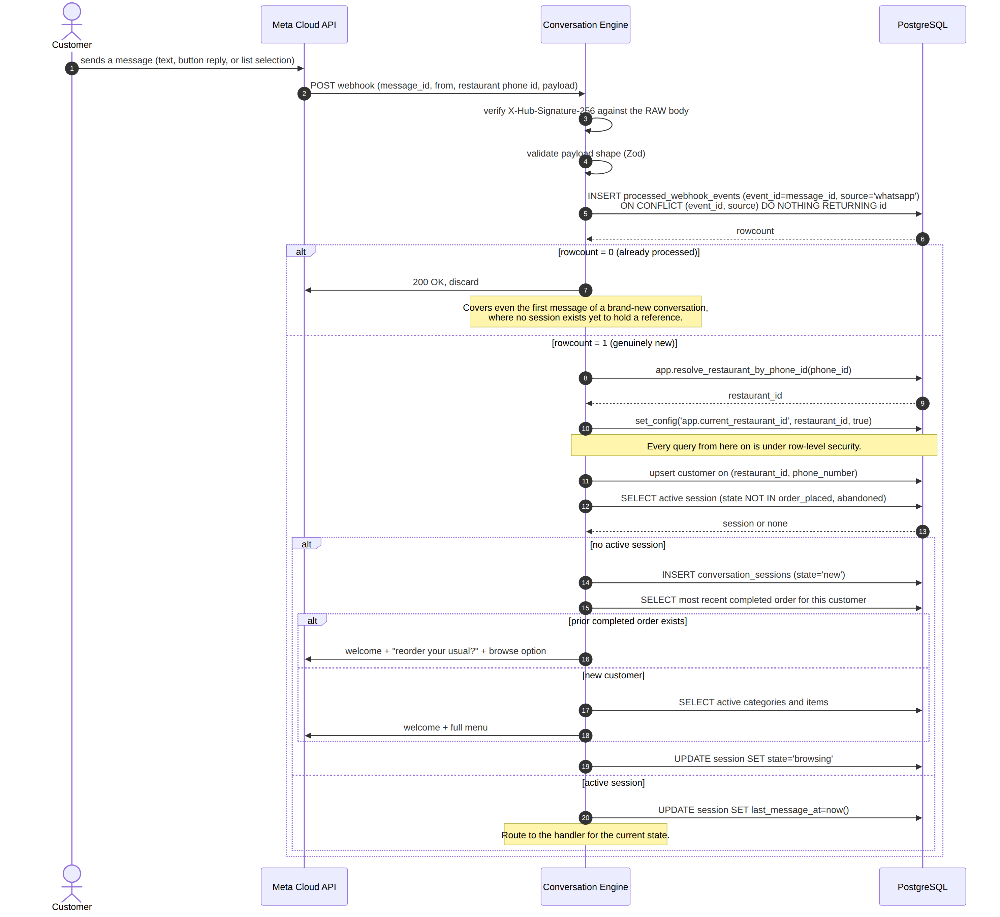 Customer
Meta Cloud API
Conversation Engine
PostgreSQL
sends a message (text, button reply, or list selection)
1
POST webhook (message_id, from, restaurant phone id, payload)
2
verify X-Hub-Signature-256 against the RAW body
3
validate payload shape (Zod)
4
INSERT processed_webhook_events (event_id=message_id, source='whatsapp')
ON CONFLICT (event_id, source) DO NOTHING RETURNING id
5
rowcount
6
alt
[rowcount = 0 (already processed)]
200 OK, discard
7
Covers even the first message of a brand-new conversation,
where no session exists yet to hold a reference.
[rowcount = 1 (genuinely new)]
app.resolve_restaurant_by_phone_id(phone_id)
8
restaurant_id
9
set_config('app.current_restaurant_id', restaurant_id, true)
10
Every query from here on is under row-level security.
upsert customer on (restaurant_id, phone_number)
11
SELECT active session (state NOT IN order_placed, abandoned)
12
session or none
13
alt
[no active session]
INSERT conversation_sessions (state='new')
14
SELECT most recent completed order for this customer
15
alt
[prior completed order exists]
welcome + "reorder your usual?" + browse option
16
[new customer]
SELECT active categories and items
17
welcome + full menu
18
UPDATE session SET state='browsing'
19
[active session]
UPDATE session SET last_message_at=now()
20
Route to the handler for the current state.
Meta Cloud API
Conversation Engine
PostgreSQL
Customer